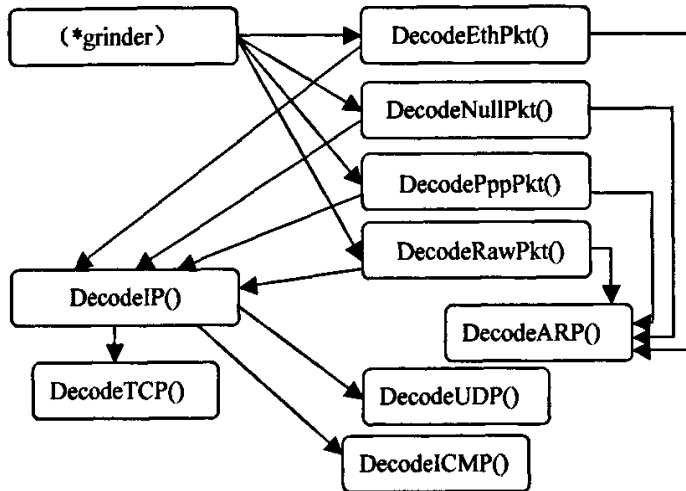 (*grinder)
DecodeEthPkt()
DecodeNullPkt()
DecodePppPkt()
DecodeRawPkt()
DecodeIP()
DecodeARP()
DecodeTCP()
DecodeUDP()
DecodeICMP()